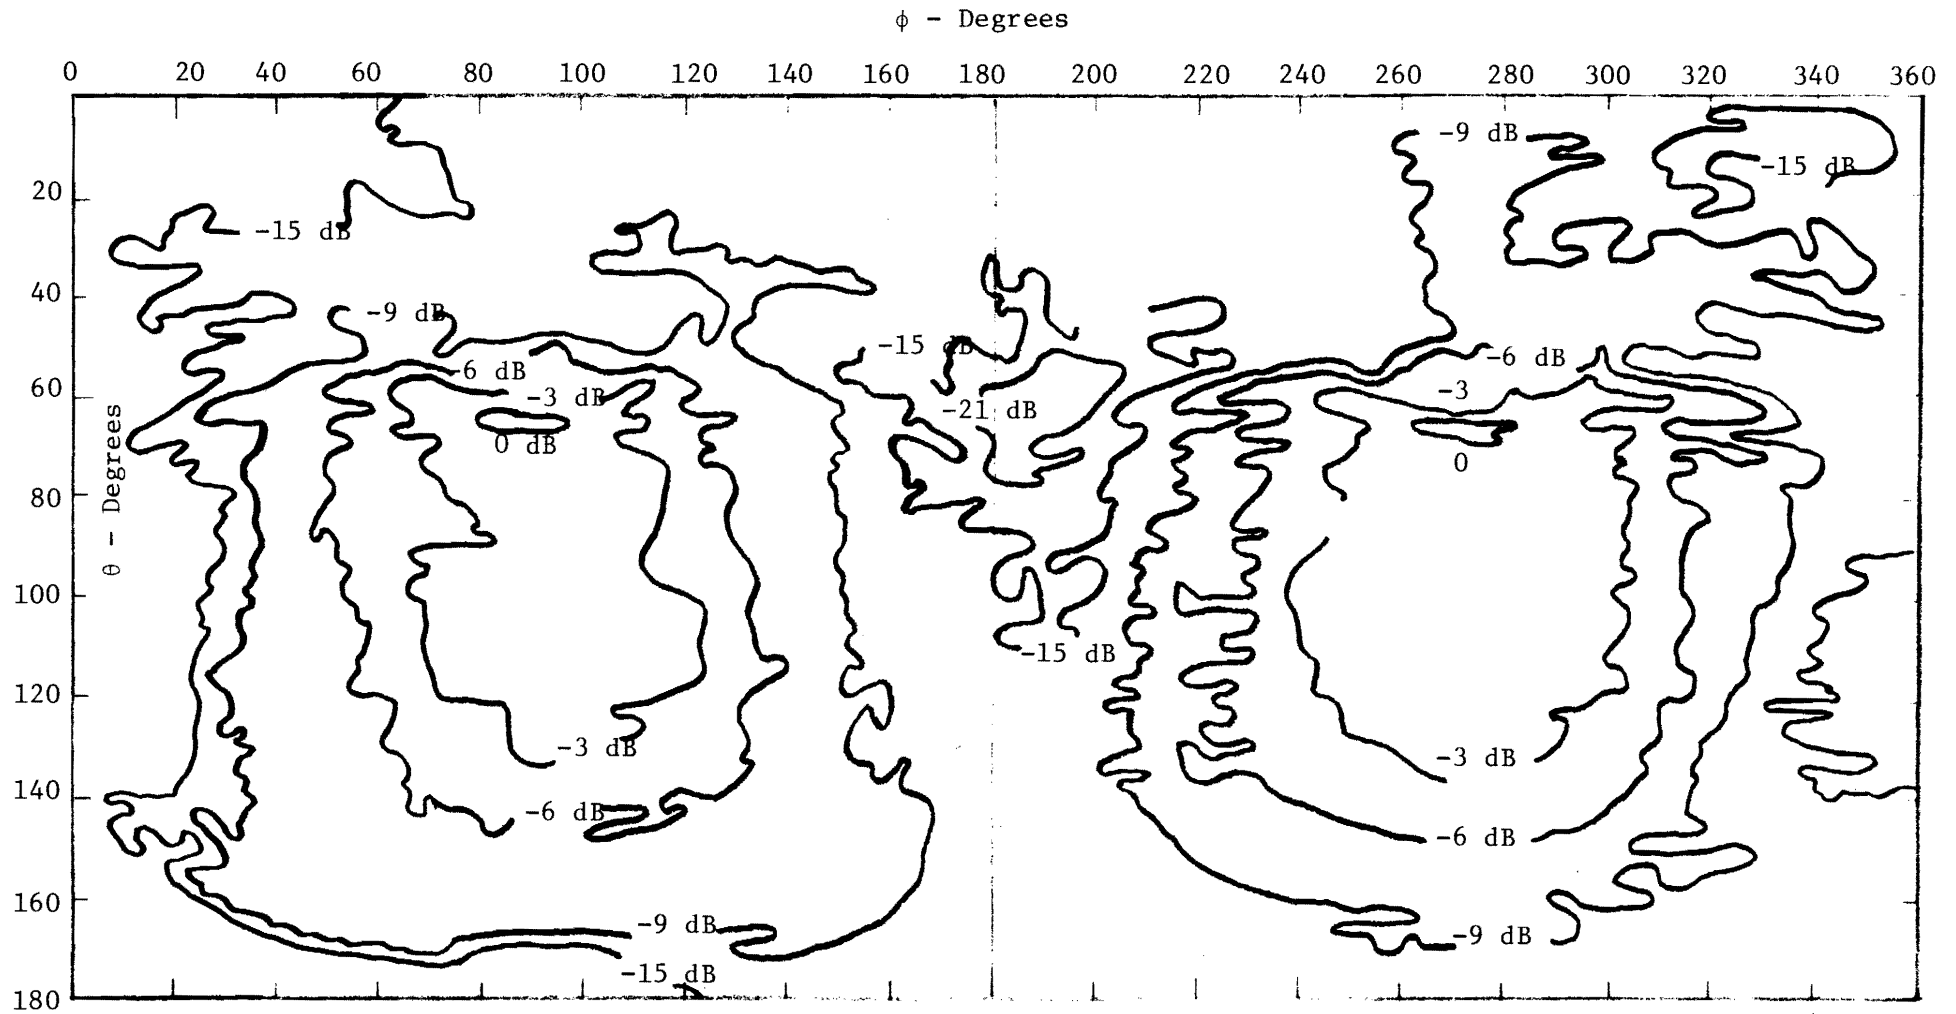 ϕ - Degrees
0 20 40 60 80 100 120 140 160 180 200 220 240 260 280 300 320 340 360
-9 dB
-15 dB
20
-15 dB
40
-9 dB
-15 dB
-6 dB
-6 dB
60
-3 dB
-3
-21 dB
0 dB
0
80
θ - Degrees
100
-15 dB
120
-3 dB
-3 dB
140
-6 dB
-6 dB
160
-9 dB
-9 dB
-15 dB
180